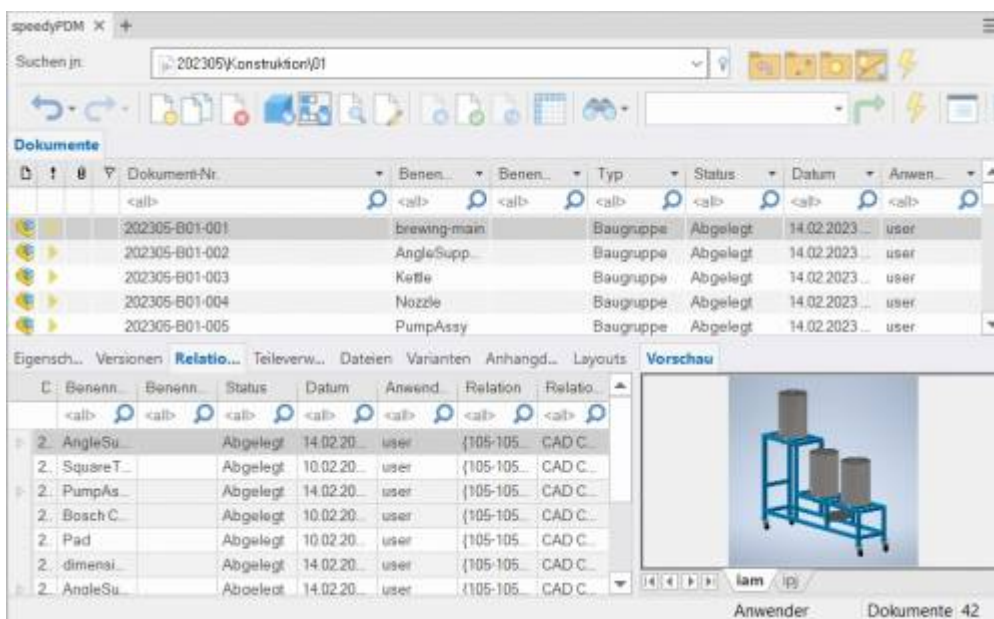 speedyPDM
Suchen in: 202305\Konstruktion\01
Dokumente
Dokument-Nr. Benen... Benen... Typ Status Datum Anwen...
<all> <all> <all> <all> <all> <all> <all>
202305-B01-001 brewing-main Baugruppe Abgelegt 14.02.2023 ... user
202305-B01-002 AngleSupp... Baugruppe Abgelegt 14.02.2023 ... user
202305-B01-003 Kettle Baugruppe Abgelegt 14.02.2023 ... user
202305-B01-004 Nozzle Baugruppe Abgelegt 14.02.2023 ... user
202305-B01-005 PumpAssy Baugruppe Abgelegt 14.02.2023 ... user
Eigensch... Versionen Relatio... Teileverw... Dateien Varianten Anhangd... Layouts Vorschau
Benenn... Benenn... Status Datum Anwend... Relation Relatio...
<all> <all> <all> <all> <all> <all> <all>
2... AngleSu... Abgelegt 14.02.20... user {105-105... CAD C...
2... SquareT... Abgelegt 10.02.20... user {105-105... CAD C...
2... PumpAs... Abgelegt 14.02.20... user {105-105... CAD C...
2... Bosch C... Abgelegt 10.02.20... user {105-105... CAD C...
2... Pad Abgelegt 10.02.20... user {105-105... CAD C...
2... dimensi... Abgelegt 14.02.20... user {105-105... CAD C...
2... AngleSu... Abgelegt 14.02.20... user {105-105... CAD C...
iam ipj
Anwender Dokumente 42